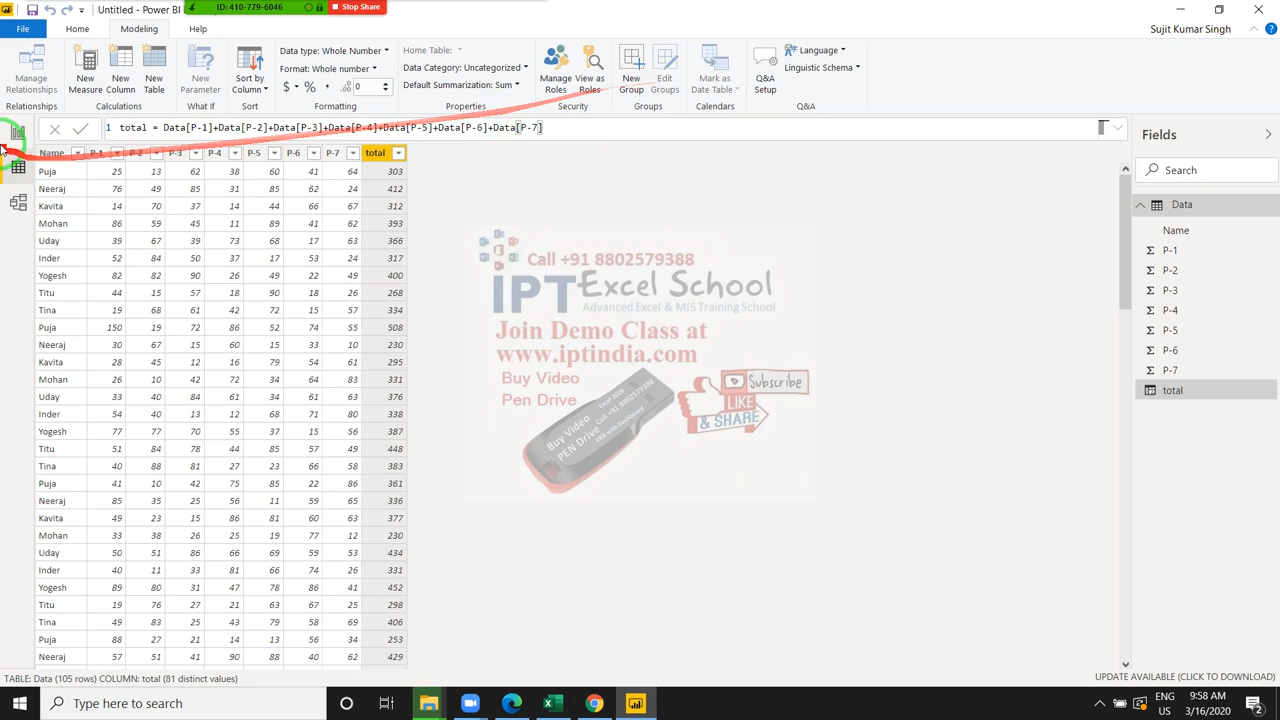 Untitled - Power BI
ID: 410-779-6046
Stop Share
File
Home
Modeling
Help
Sujit Kumar Singh
Manage Relationships
Relationships
New Measure
New Column
New Table
Calculations
New Parameter
What If
Sort by Column
Sort
Data type: Whole Number
Format: Whole number
$ % , .00 0
Formatting
Home Table:
Data Category: Uncategorized
Default Summarization: Sum
Properties
Manage Roles
View as Roles
Security
New Group
Edit Groups
Groups
Mark as Date Table
Calendars
Q&A Setup
Language
Linguistic Schema
Q&A
1 total = Data[P-1]+Data[P-2]+Data[P-3]+Data[P-4]+Data[P-5]+Data[P-6]+Data[P-7]
Name P-1 P-2 P-3 P-4 P-5 P-6 P-7 total
Puja 25 13 62 38 60 41 64 303
Neeraj 76 49 85 31 85 62 24 412
Kavita 14 70 37 14 44 66 67 312
Mohan 86 59 45 11 89 41 62 393
Uday 39 67 39 73 68 17 63 366
Inder 52 84 50 37 17 53 24 317
Yogesh 82 82 90 26 49 22 49 400
Titu 44 15 57 18 90 18 26 268
Tina 19 68 61 42 72 15 57 334
Puja 150 19 72 86 52 74 55 508
Neeraj 30 67 15 60 15 33 10 230
Kavita 28 45 12 16 79 54 61 295
Mohan 26 10 42 72 34 64 83 331
Uday 33 40 84 61 34 61 63 376
Inder 54 40 13 12 68 71 80 338
Yogesh 77 77 70 55 37 15 56 387
Titu 51 84 78 44 85 57 49 448
Tina 40 88 81 27 23 66 58 383
Puja 41 10 42 75 85 22 86 361
Neeraj 85 35 25 56 11 59 65 336
Kavita 49 23 15 86 81 60 63 377
Mohan 33 38 26 25 19 77 12 230
Uday 50 51 86 66 69 59 53 434
Inder 40 11 33 81 66 74 26 331
Yogesh 89 80 31 47 78 86 41 452
Titu 19 76 27 21 63 67 25 298
Tina 49 83 25 43 79 58 69 406
Puja 88 27 21 14 13 56 34 253
Neeraj 57 51 41 90 88 40 62 429
Call +91 8802579388
IPT Excel School
Advanced Excel & MIS Training School
Join Demo Class at
www.iptindia.com
Buy Video
Pen Drive
Buy Video
PEN Drive
Excel 2013
VBA with Dashboard
Call +91 8802579388
Subscribe
LIKE
& SHARE
Fields
Search
Data
Name
P-1
P-2
P-3
P-4
P-5
P-6
P-7
total
TABLE: Data (105 rows) COLUMN: total (81 distinct values)
UPDATE AVAILABLE (CLICK TO DOWNLOAD)
Type here to search
ENG
US
9:58 AM
3/16/2020
2